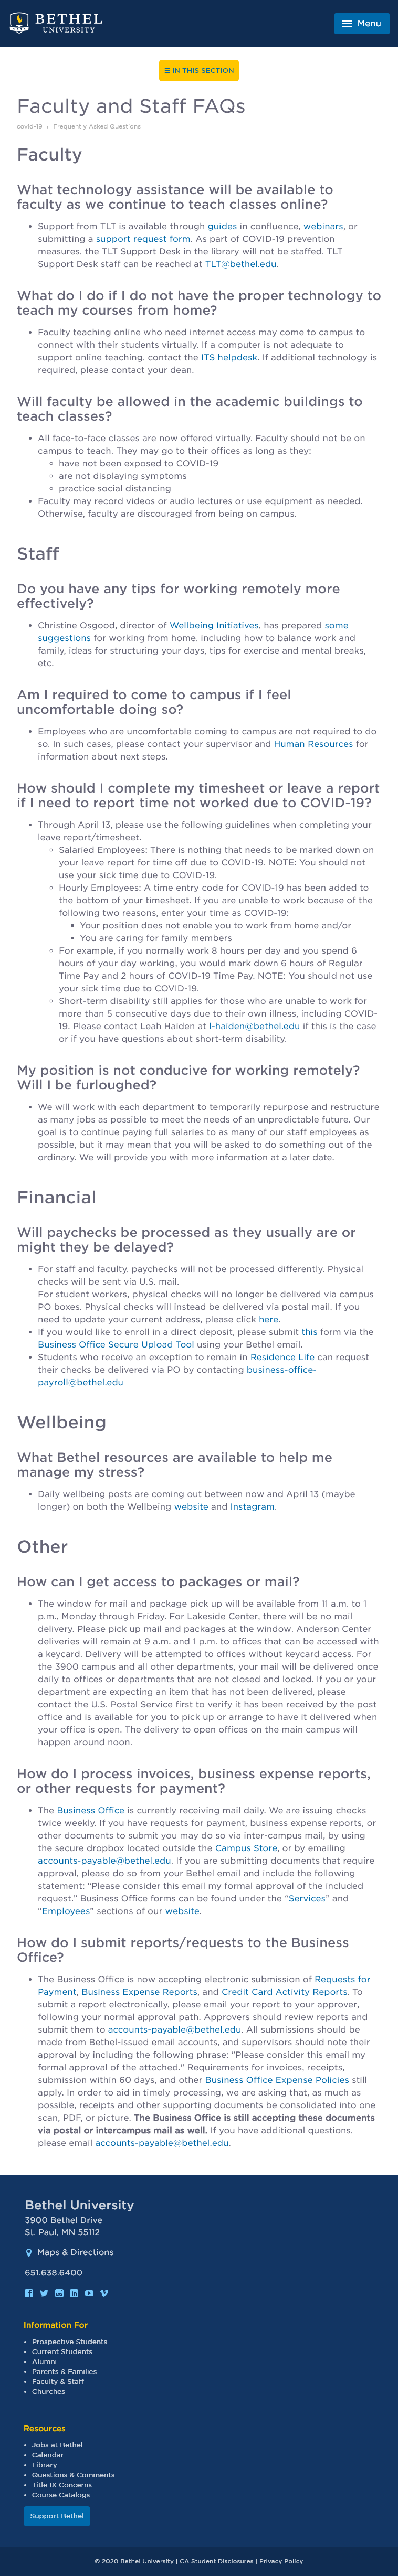 BETHEL
UNIVERSITY
Menu
☰ IN THIS SECTION
Faculty and Staff FAQs
covid-19 › Frequently Asked Questions
Faculty
What technology assistance will be available to
faculty as we continue to teach classes online?
• Support from TLT is available through guides in confluence, webinars, or
submitting a support request form. As part of COVID-19 prevention
measures, the TLT Support Desk in the library will not be staffed. TLT
Support Desk staff can be reached at TLT@bethel.edu.
What do I do if I do not have the proper technology to
teach my courses from home?
• Faculty teaching online who need internet access may come to campus to
connect with their students virtually. If a computer is not adequate to
support online teaching, contact the ITS helpdesk. If additional technology is
required, please contact your dean.
Will faculty be allowed in the academic buildings to
teach classes?
• All face-to-face classes are now offered virtually. Faculty should not be on
campus to teach. They may go to their offices as long as they:
◦ have not been exposed to COVID-19
◦ are not displaying symptoms
◦ practice social distancing
• Faculty may record videos or audio lectures or use equipment as needed.
Otherwise, faculty are discouraged from being on campus.
Staff
Do you have any tips for working remotely more
effectively?
• Christine Osgood, director of Wellbeing Initiatives, has prepared some
suggestions for working from home, including how to balance work and
family, ideas for structuring your days, tips for exercise and mental breaks,
etc.
Am I required to come to campus if I feel
uncomfortable doing so?
• Employees who are uncomfortable coming to campus are not required to do
so. In such cases, please contact your supervisor and Human Resources for
information about next steps.
How should I complete my timesheet or leave a report
if I need to report time not worked due to COVID-19?
• Through April 13, please use the following guidelines when completing your
leave report/timesheet.
◦ Salaried Employees: There is nothing that needs to be marked down on
your leave report for time off due to COVID-19. NOTE: You should not
use your sick time due to COVID-19.
◦ Hourly Employees: A time entry code for COVID-19 has been added to
the bottom of your timesheet. If you are unable to work because of the
following two reasons, enter your time as COVID-19:
▪ Your position does not enable you to work from home and/or
▪ You are caring for family members
◦ For example, if you normally work 8 hours per day and you spend 6
hours of your day working, you would mark down 6 hours of Regular
Time Pay and 2 hours of COVID-19 Time Pay. NOTE: You should not use
your sick time due to COVID-19.
◦ Short-term disability still applies for those who are unable to work for
more than 5 consecutive days due to their own illness, including COVID-
19. Please contact Leah Haiden at l-haiden@bethel.edu if this is the case
or if you have questions about short-term disability.
My position is not conducive for working remotely?
Will I be furloughed?
• We will work with each department to temporarily repurpose and restructure
as many jobs as possible to meet the needs of an unpredictable future. Our
goal is to continue paying full salaries to as many of our staff employees as
possible, but it may mean that you will be asked to do something out of the
ordinary. We will provide you with more information at a later date.
Financial
Will paychecks be processed as they usually are or
might they be delayed?
• For staff and faculty, paychecks will not be processed differently. Physical
checks will be sent via U.S. mail.
For student workers, physical checks will no longer be delivered via campus
PO boxes. Physical checks will instead be delivered via postal mail. If you
need to update your current address, please click here.
• If you would like to enroll in a direct deposit, please submit this form via the
Business Office Secure Upload Tool using your Bethel email.
• Students who receive an exception to remain in Residence Life can request
their checks be delivered via PO by contacting business-office-
payroll@bethel.edu
Wellbeing
What Bethel resources are available to help me
manage my stress?
• Daily wellbeing posts are coming out between now and April 13 (maybe
longer) on both the Wellbeing website and Instagram.
Other
How can I get access to packages or mail?
• The window for mail and package pick up will be available from 11 a.m. to 1
p.m., Monday through Friday. For Lakeside Center, there will be no mail
delivery. Please pick up mail and packages at the window. Anderson Center
deliveries will remain at 9 a.m. and 1 p.m. to offices that can be accessed with
a keycard. Delivery will be attempted to offices without keycard access. For
the 3900 campus and all other departments, your mail will be delivered once
daily to offices or departments that are not closed and locked. If you or your
department are expecting an item that has not been delivered, please
contact the U.S. Postal Service first to verify it has been received by the post
office and is available for you to pick up or arrange to have it delivered when
your office is open. The delivery to open offices on the main campus will
happen around noon.
How do I process invoices, business expense reports,
or other requests for payment?
• The Business Office is currently receiving mail daily. We are issuing checks
twice weekly. If you have requests for payment, business expense reports, or
other documents to submit you may do so via inter-campus mail, by using
the secure dropbox located outside the Campus Store, or by emailing
accounts-payable@bethel.edu. If you are submitting documents that require
approval, please do so from your Bethel email and include the following
statement: “Please consider this email my formal approval of the included
request.” Business Office forms can be found under the “Services” and
“Employees” sections of our website.
How do I submit reports/requests to the Business
Office?
• The Business Office is now accepting electronic submission of Requests for
Payment, Business Expense Reports, and Credit Card Activity Reports. To
submit a report electronically, please email your report to your approver,
following your normal approval path. Approvers should review reports and
submit them to accounts-payable@bethel.edu. All submissions should be
made from Bethel-issued email accounts, and supervisors should note their
approval by including the following phrase: "Please consider this email my
formal approval of the attached." Requirements for invoices, receipts,
submission within 60 days, and other Business Office Expense Policies still
apply. In order to aid in timely processing, we are asking that, as much as
possible, receipts and other supporting documents be consolidated into one
scan, PDF, or picture. The Business Office is still accepting these documents
via postal or intercampus mail as well. If you have additional questions,
please email accounts-payable@bethel.edu.
Bethel University
3900 Bethel Drive
St. Paul, MN 55112
Maps & Directions
651.638.6400
Information For
• Prospective Students
• Current Students
• Alumni
• Parents & Families
• Faculty & Staff
• Churches
Resources
• Jobs at Bethel
• Calendar
• Library
• Questions & Comments
• Title IX Concerns
• Course Catalogs
Support Bethel
© 2020 Bethel University | CA Student Disclosures | Privacy Policy